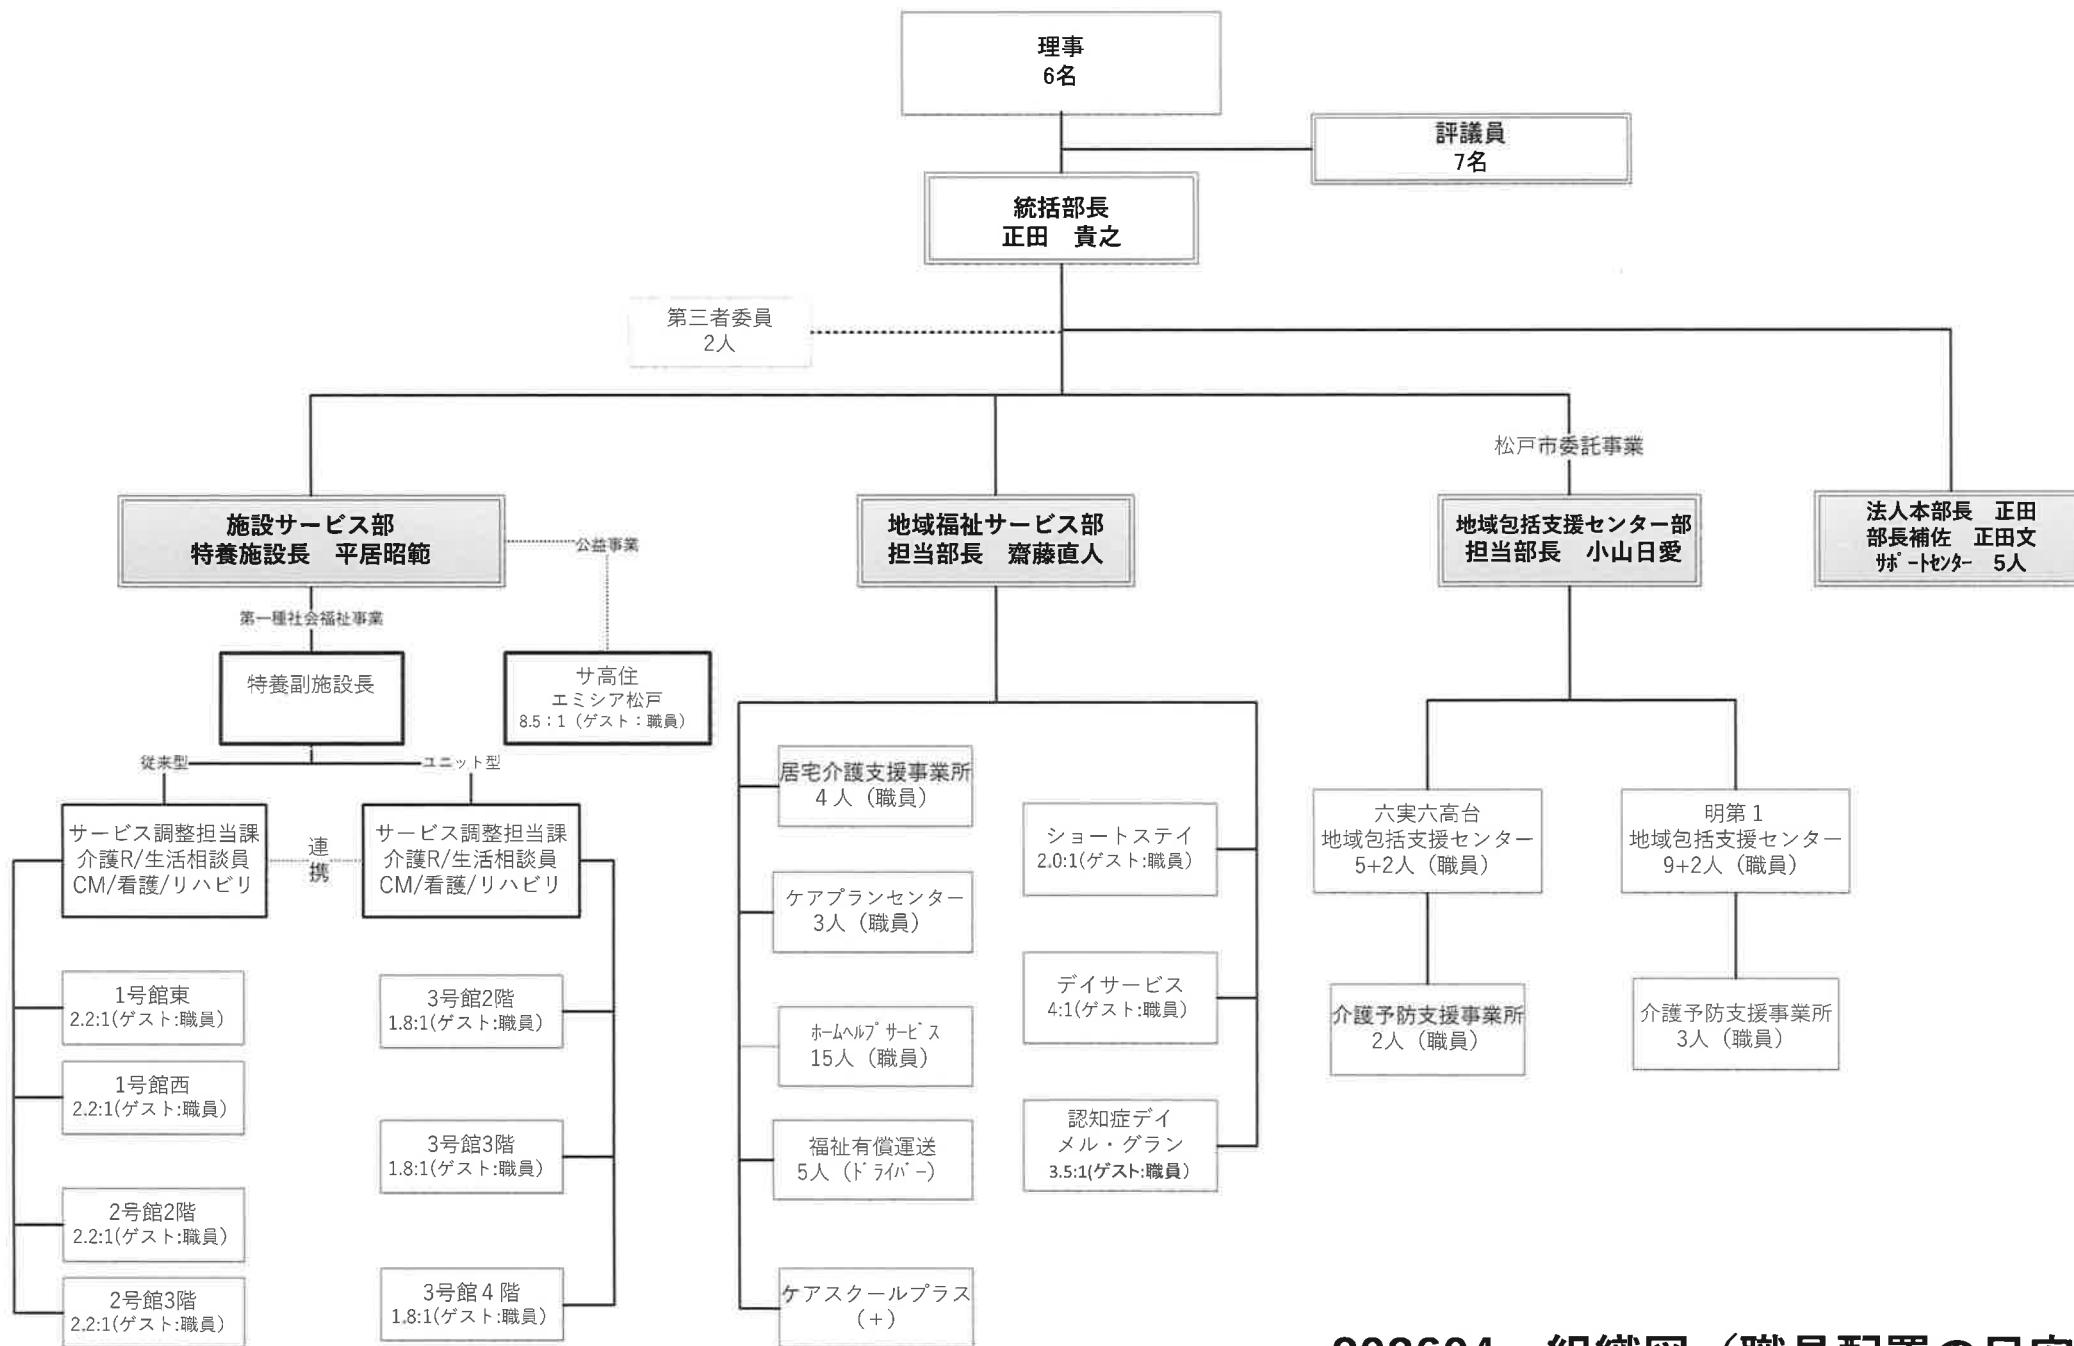 理事
6名
評議員
7名
統括部長
正田　貴之
第三者委員
2人
松戸市委託事業
施設サービス部
特養施設長　平居昭範
公益事業
地域福祉サービス部
担当部長　齋藤直人
地域包括支援センター部
担当部長　小山日愛
法人本部長　正田
部長補佐　正田文
ｻﾎﾟｰﾄｾﾝﾀｰ　5人
第一種社会福祉事業
特養副施設長
サ高住
エミシア松戸
8.5：1（ゲスト：職員）
従来型
ユニット型
サービス調整担当課
介護R/生活相談員
CM/看護/リハビリ
連
携
サービス調整担当課
介護R/生活相談員
CM/看護/リハビリ
1号館東
2.2:1(ゲスト:職員)
1号館西
2.2:1(ゲスト:職員)
2号館2階
2.2:1(ゲスト:職員)
2号館3階
2.2:1(ゲスト:職員)
3号館2階
1.8:1(ゲスト:職員)
3号館3階
1.8:1(ゲスト:職員)
3号館４階
1.8:1(ゲスト:職員)
居宅介護支援事業所
４人（職員）
ケアプランセンター
3人（職員）
ﾎｰﾑﾍﾙﾌﾟｻｰﾋﾞｽ
15人（職員）
福祉有償運送
5人（ﾄﾞﾗｲﾊﾞｰ）
ケアスクールプラス
（+）
ショートステイ
2.0:1(ゲスト:職員)
デイサービス
4:1(ゲスト:職員)
認知症デイ
メル・グラン
3.5:1(ゲスト:職員)
六実六高台
地域包括支援センター
5+2人（職員）
明第１
地域包括支援センター
9+2人（職員）
介護予防支援事業所
2人（職員）
介護予防支援事業所
3人（職員）